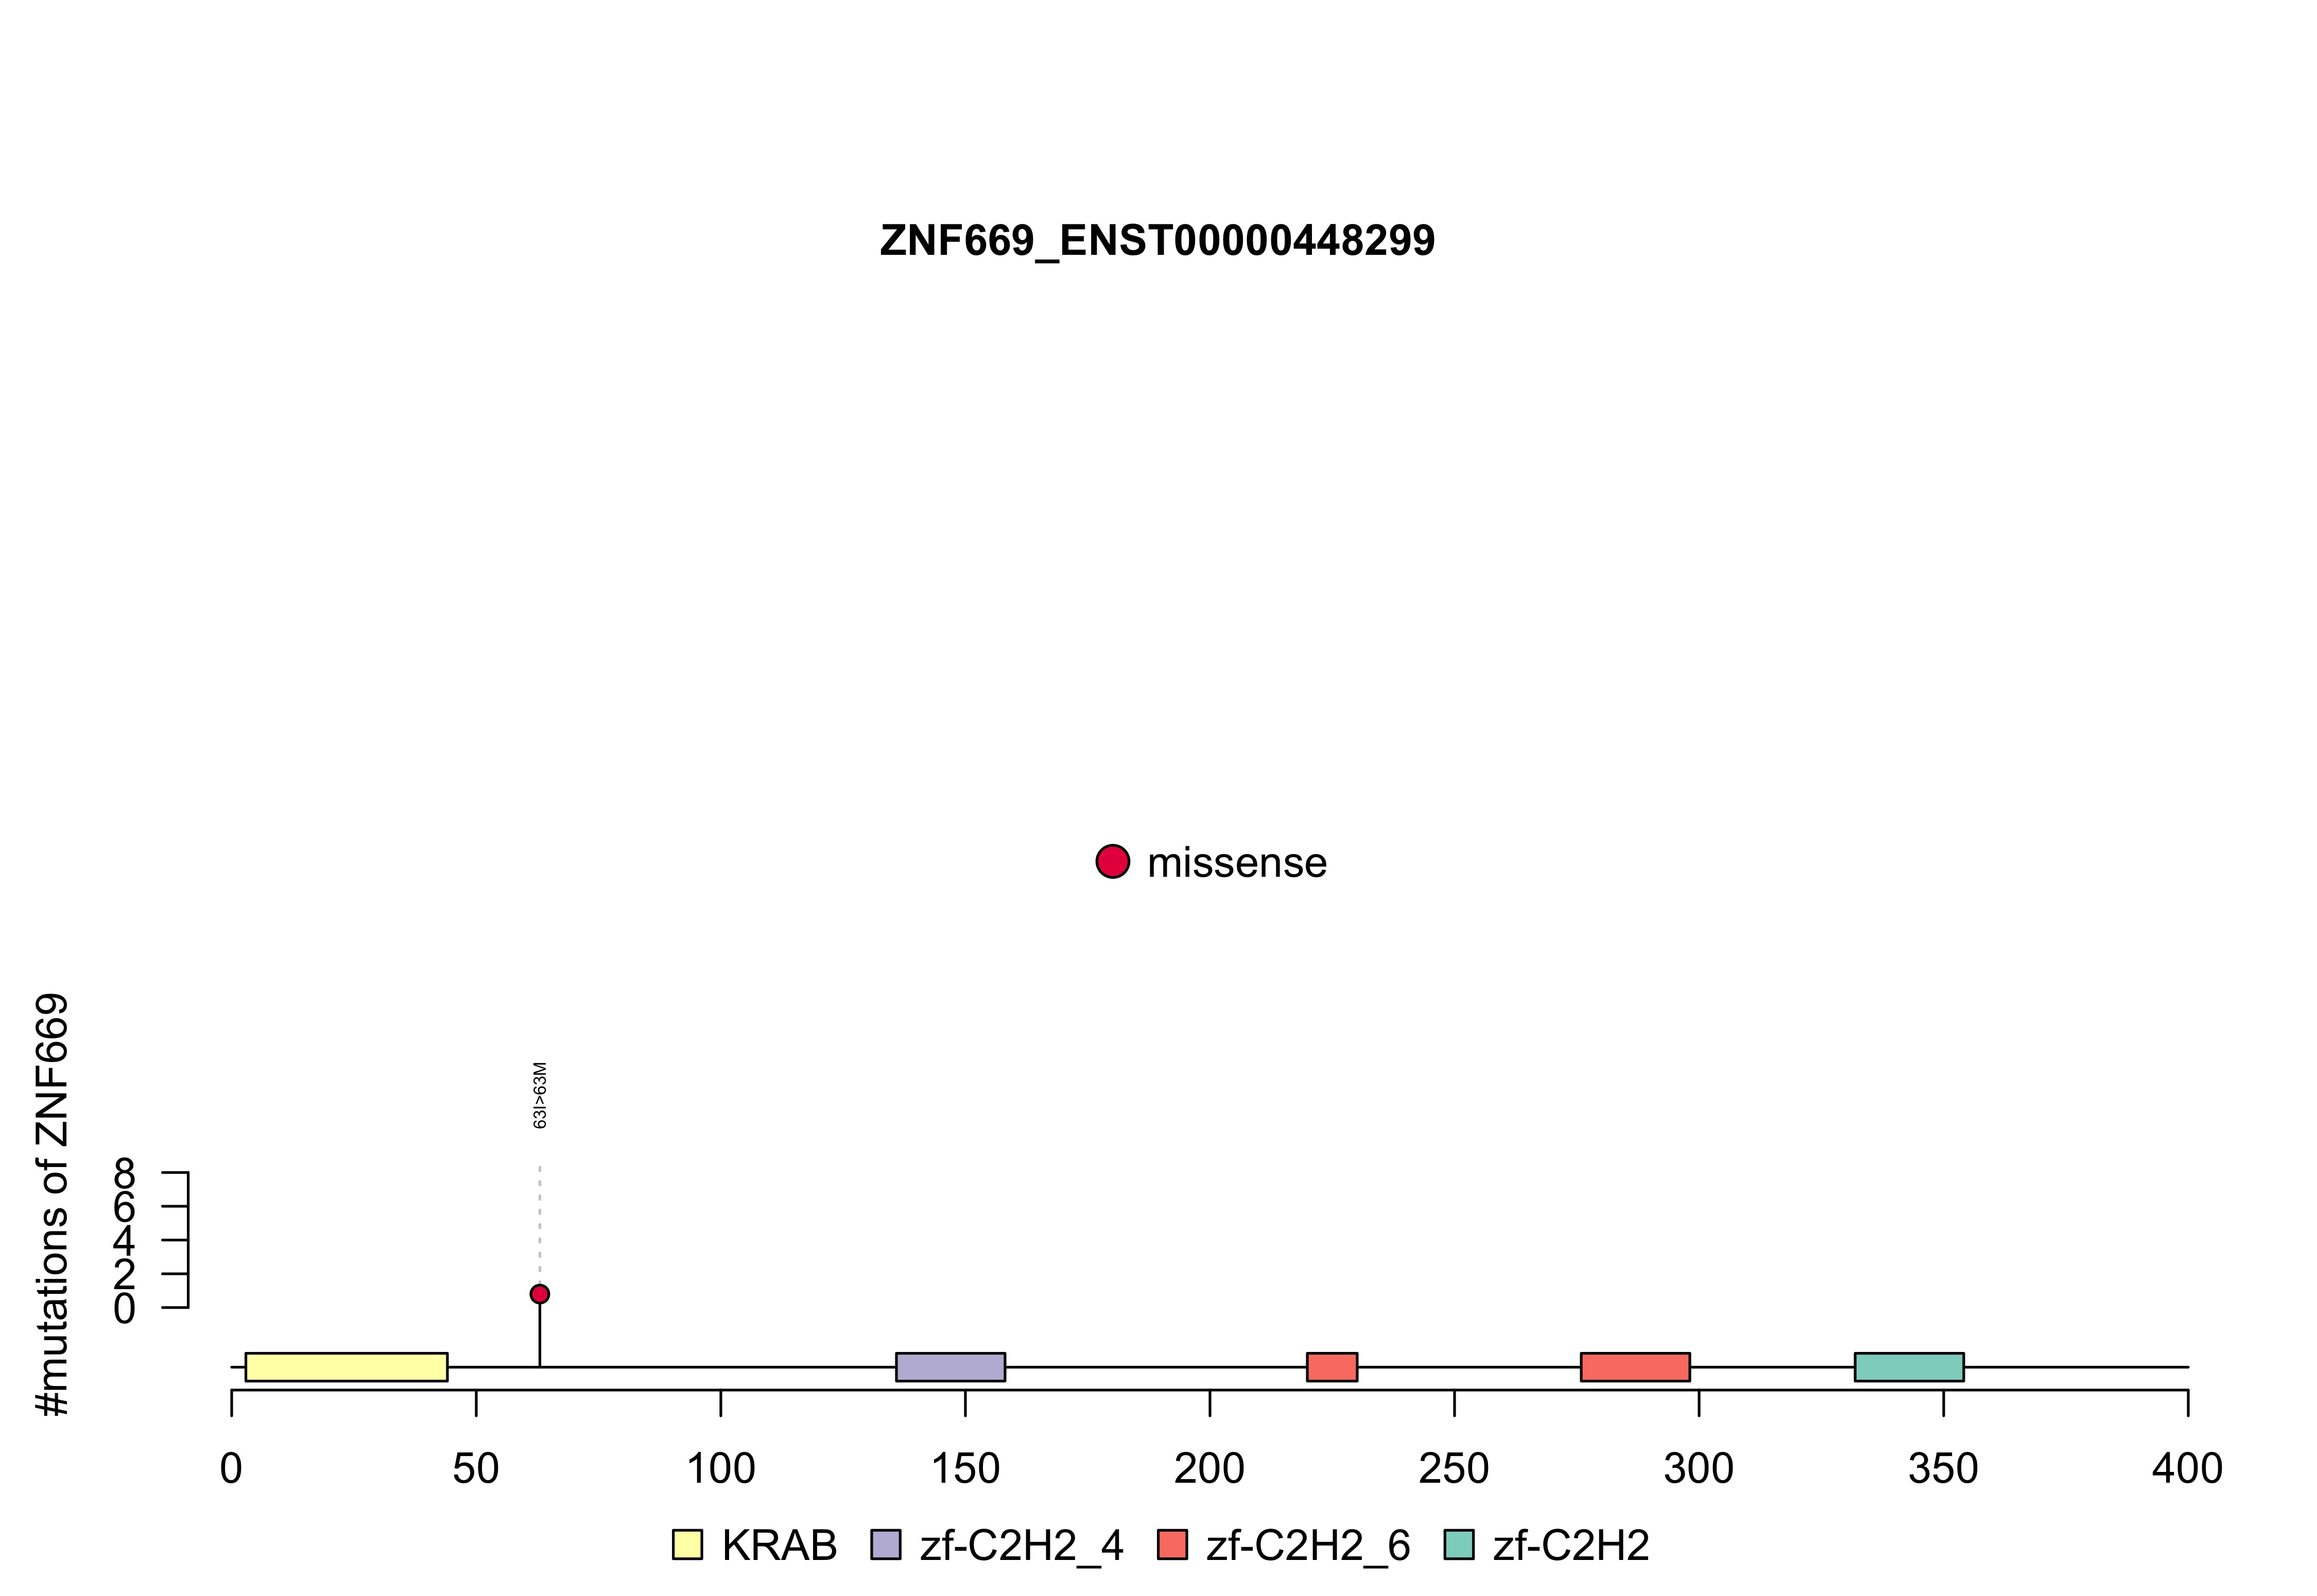 ZNF669_ENST00000448299
missense
#mutations of ZNF669
63I>63M
8
6
4
2
0
0 50 100 150 200 250 300 350 400
KRAB zf-C2H2_4 zf-C2H2_6 zf-C2H2